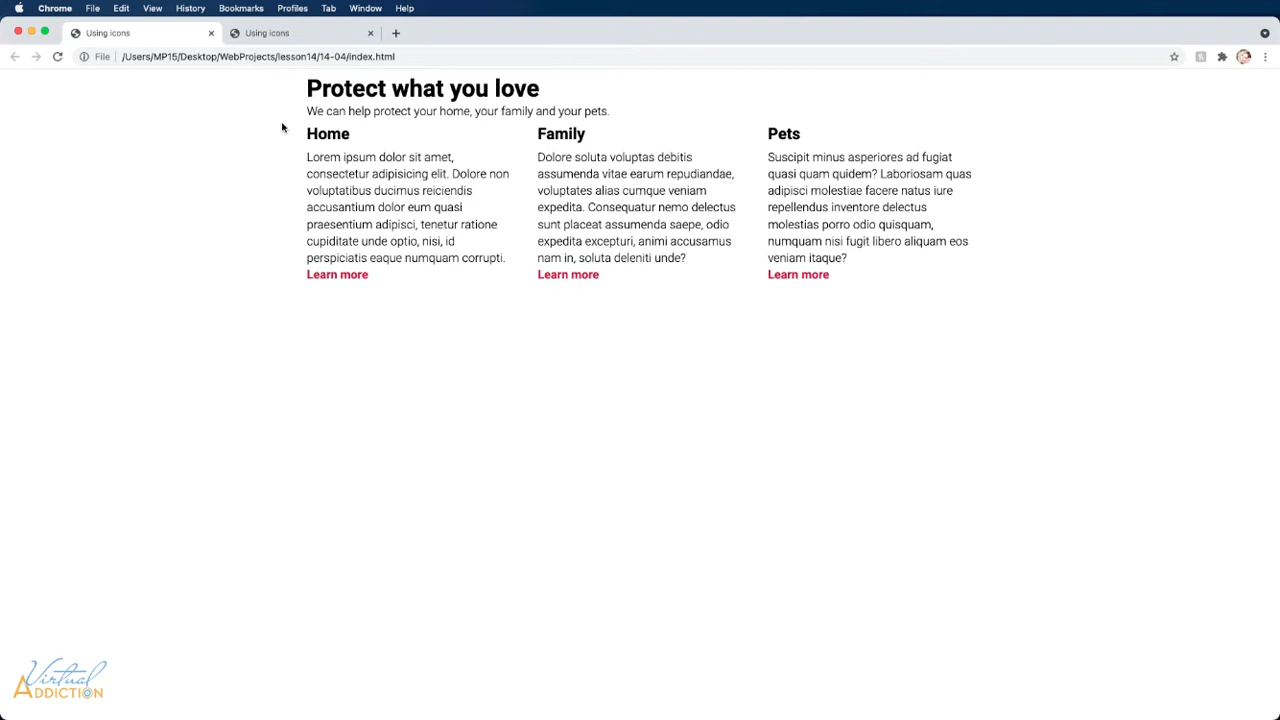 Chrome File Edit View History Bookmarks Profiles Tab Window Help
Using icons
Using icons
File /Users/MP15/Desktop/WebProjects/lesson14/14-04/index.html
Protect what you love
We can help protect your home, your family and your pets.
Home
Lorem ipsum dolor sit amet,
consectetur adipisicing elit. Dolore non
voluptatibus ducimus reiciendis
accusantium dolor eum quasi
praesentium adipisci, tenetur ratione
cupiditate unde optio, nisi, id
perspiciatis eaque numquam corrupti.
Learn more
Family
Dolore soluta voluptas debitis
assumenda vitae earum repudiandae,
voluptates alias cumque veniam
expedita. Consequatur nemo delectus
sunt placeat assumenda saepe, odio
expedita excepturi, animi accusamus
nam in, soluta deleniti unde?
Learn more
Pets
Suscipit minus asperiores ad fugiat
quasi quam quidem? Laboriosam quas
adipisci molestiae facere natus iure
repellendus inventore delectus
molestias porro odio quisquam,
numquam nisi fugit libero aliquam eos
veniam itaque?
Learn more
Virtual
ADDICTION